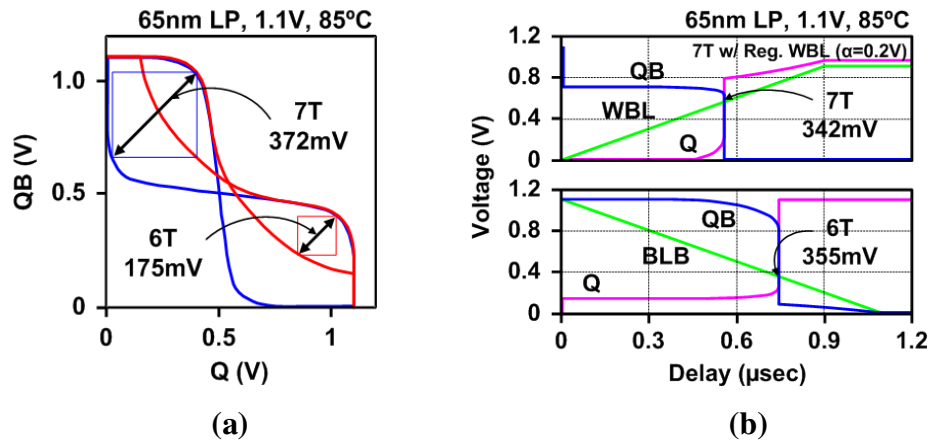 65nm LP, 1.1V, 85ºC
QB (V)
1.0
0.5
0
7T
372mV
6T
175mV
0
0.5
1
Q (V)
(a)
65nm LP, 1.1V, 85ºC
Voltage (V)
1.2
0.8
0.4
0
7T w/ Reg. WBL (α=0.2V)
QB
WBL
Q
7T
342mV
1.2
0.8
0.4
0
QB
BLB
Q
6T
355mV
0
0.3
0.6
0.9
1.2
Delay (µsec)
(b)